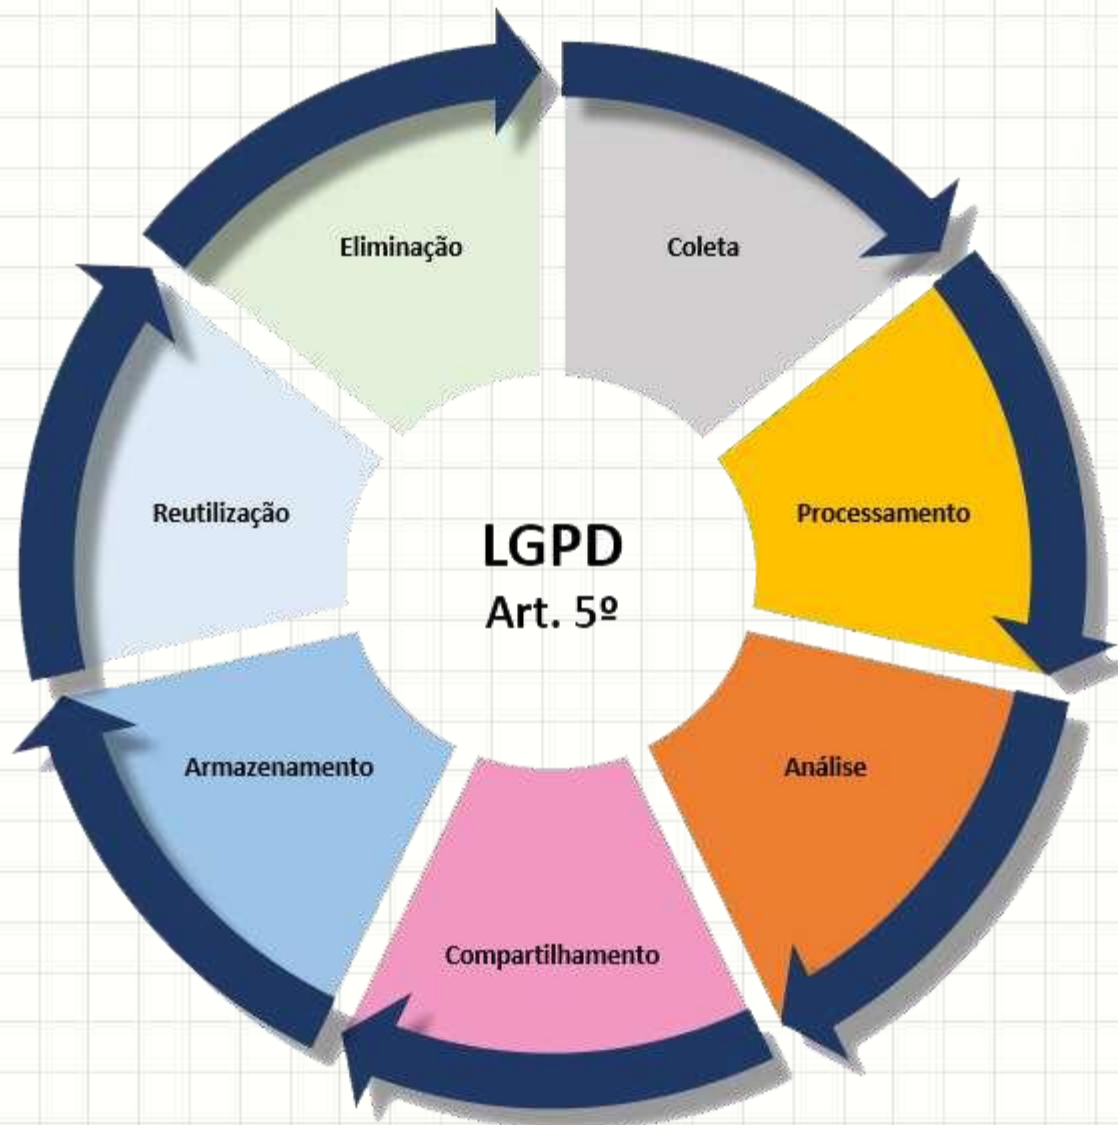 Eliminação
Coleta
Reutilização
LGPD
Art. 5º
Processamento
Armazenamento
Análise
Compartilhamento